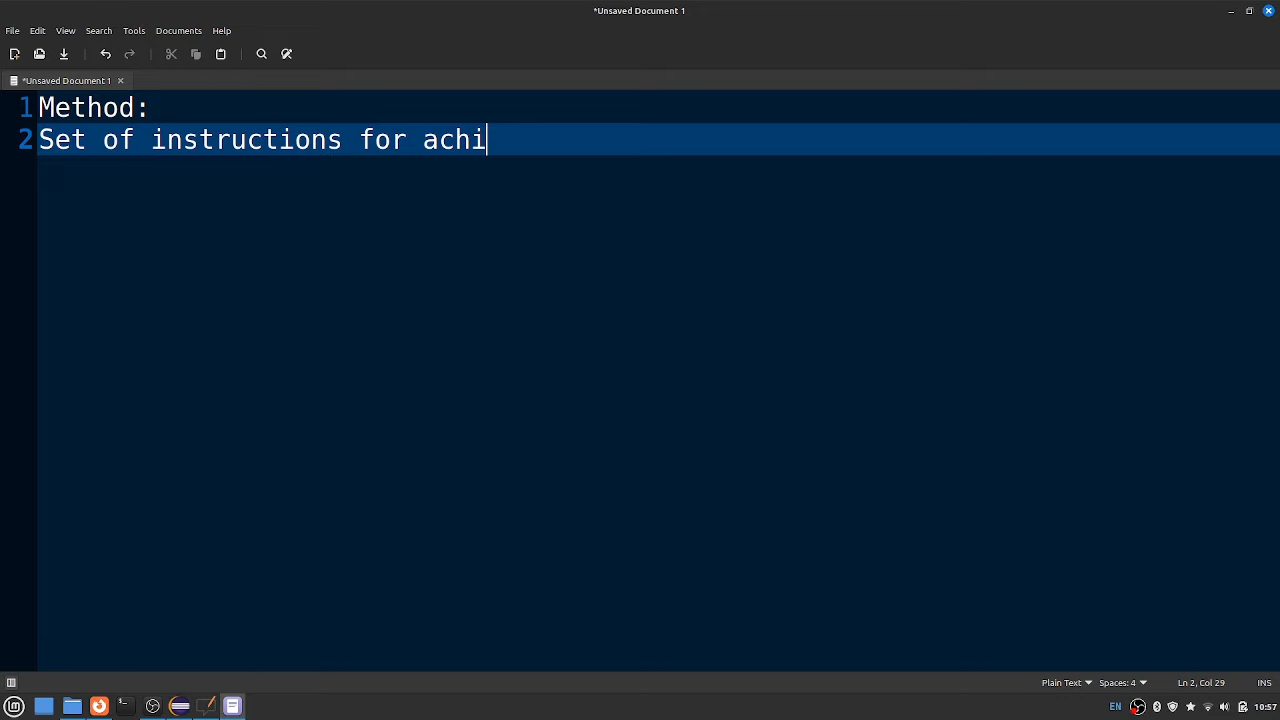 *Unsaved Document 1
File Edit View Search Tools Documents Help
*Unsaved Document 1
1 Method:
2 Set of instructions for achi
Plain Text Spaces: 4 Ln 2, Col 29 INS
EN 10:57